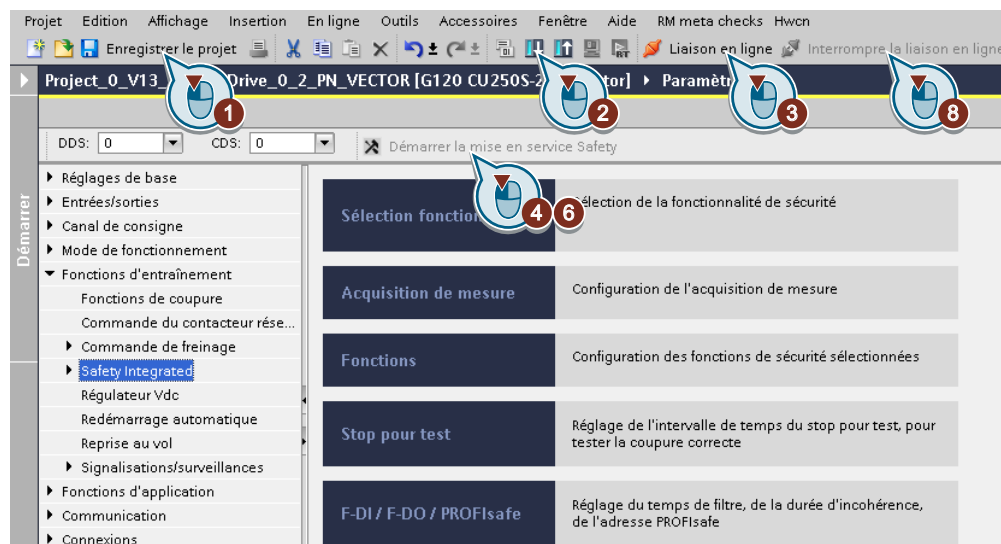 Projet Edition Affichage Insertion En ligne Outils Accessoires Fenêtre Aide RM meta checks Hwcn
Enregistrer le projet Liaison en ligne Interrompre la liaison en ligne
Project_0_V13_ Drive_0_2_PN_VECTOR [G120 CU250S-2 tor] Paramètr
1 2 3 8
DDS: 0 CDS: 0 Démarrer la mise en service Safety
4 6
Démarrer
Réglages de base
Entrées/sorties
Canal de consigne
Mode de fonctionnement
Fonctions d'entraînement
Fonctions de coupure
Commande du contacteur rése...
Commande de freinage
Safety Integrated
Régulateur Vdc
Redémarrage automatique
Reprise au vol
Signalisations/surveillances
Fonctions d'application
Communication
Connexions
Sélection fonction
Sélection de la fonctionnalité de sécurité
Acquisition de mesure
Configuration de l'acquisition de mesure
Fonctions
Configuration des fonctions de sécurité sélectionnées
Stop pour test
Réglage de l'intervalle de temps du stop pour test, pour
tester la coupure correcte
F-DI / F-DO / PROFIsafe
Réglage du temps de filtre, de la durée d'incohérence,
de l'adresse PROFIsafe